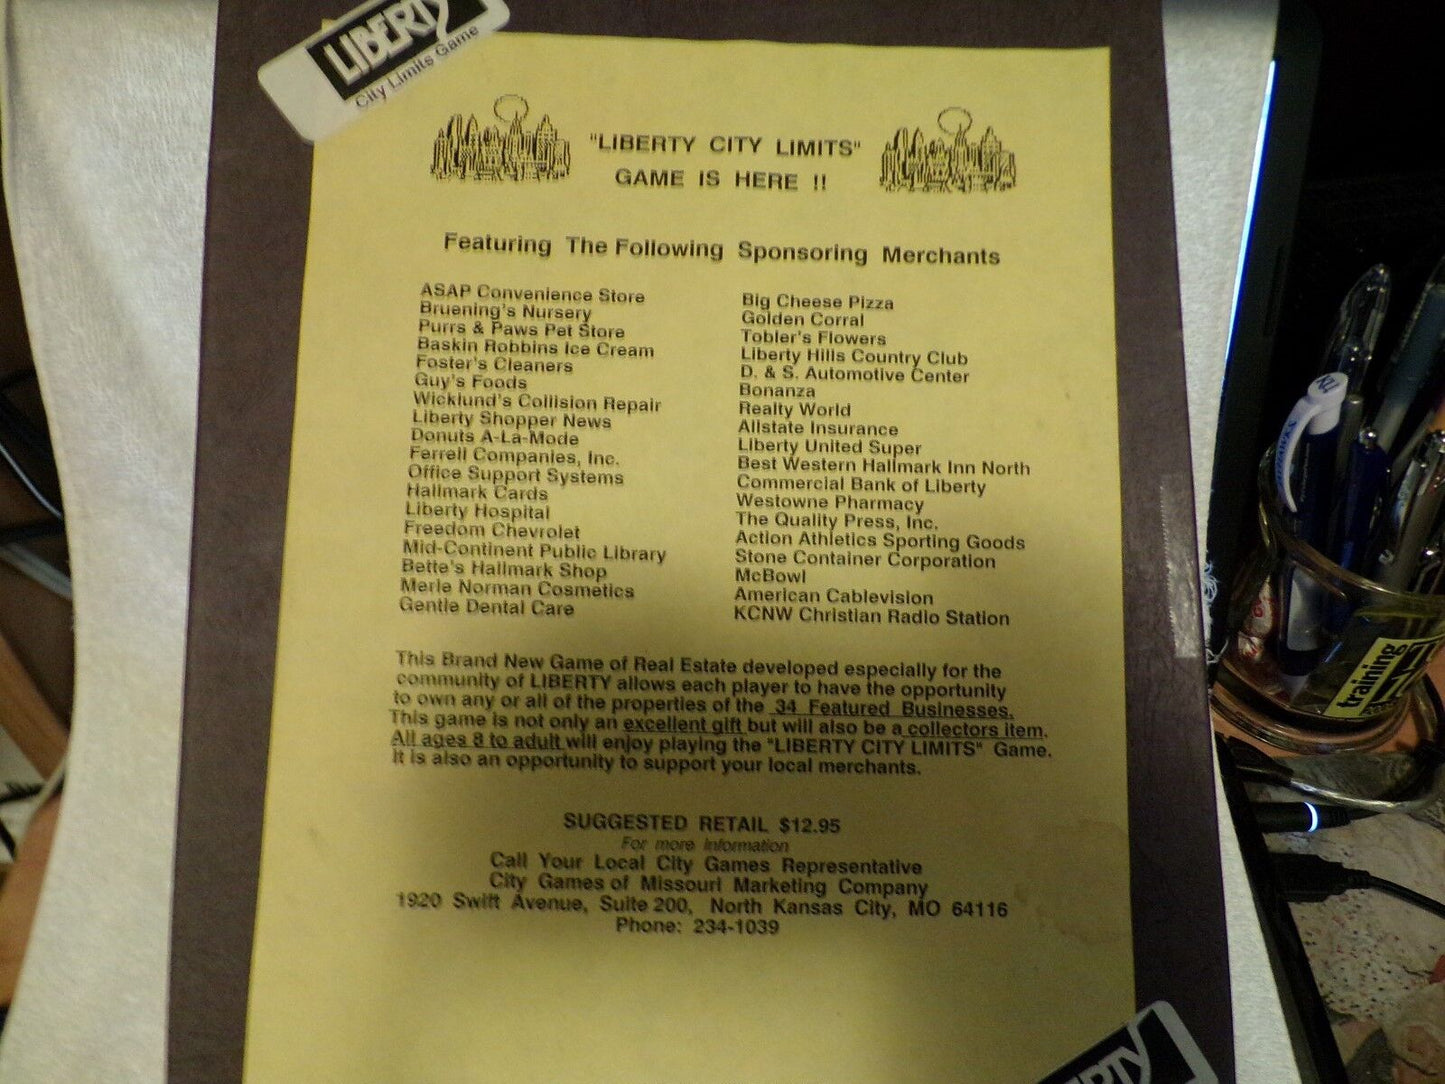 LIBERTY
City Limits Game
"LIBERTY CITY LIMITS"
GAME IS HERE !!
Featuring The Following Sponsoring Merchants
ASAP Convenience Store
Bruening's Nursery
Purrs & Paws Pet Store
Baskin Robbins Ice Cream
Foster's Cleaners
Guy's Foods
Wicklund's Collision Repair
Liberty Shopper News
Donuts A-La-Mode
Ferrell Companies, Inc.
Office Support Systems
Hallmark Cards
Liberty Hospital
Freedom Chevrolet
Mid-Continent Public Library
Bette's Hallmark Shop
Merle Norman Cosmetics
Gentle Dental Care
Big Cheese Pizza
Golden Corral
Tobler's Flowers
Liberty Hills Country Club
D. & S. Automotive Center
Bonanza
Realty World
Allstate Insurance
Liberty United Super
Best Western Hallmark Inn North
Commercial Bank of Liberty
Westowne Pharmacy
The Quality Press, Inc.
Action Athletics Sporting Goods
Stone Container Corporation
McBowl
American Cablevision
KCNW Christian Radio Station
This Brand New Game of Real Estate developed especially for the
community of LIBERTY allows each player to have the opportunity
to own any or all of the properties of the 34 Featured Businesses.
This game is not only an excellent gift but will also be a collectors item.
All ages 8 to adult will enjoy playing the "LIBERTY CITY LIMITS" Game.
It is also an opportunity to support your local merchants.
SUGGESTED RETAIL $12.95
For more information
Call Your Local City Games Representative
City Games of Missouri Marketing Company
1920 Swift Avenue, Suite 200, North Kansas City, MO 64116
Phone: 234-1039
training